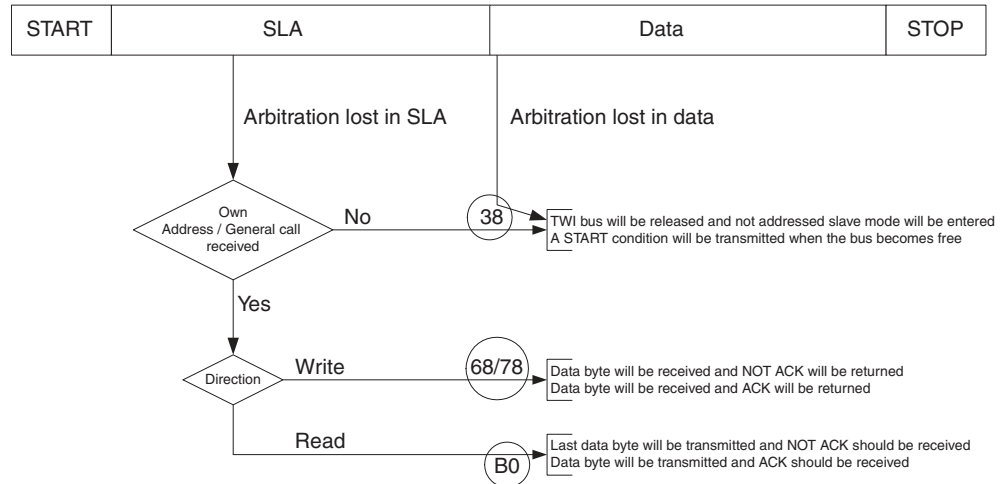 START
SLA
Data
STOP
Arbitration lost in SLA
Arbitration lost in data
Own
Address / General call
received
No
38
TWI bus will be released and not addressed slave mode will be entered
A START condition will be transmitted when the bus becomes free
Yes
Direction
Write
68/78
Data byte will be received and NOT ACK will be returned
Data byte will be received and ACK will be returned
Read
B0
Last data byte will be transmitted and NOT ACK should be received
Data byte will be transmitted and ACK should be received